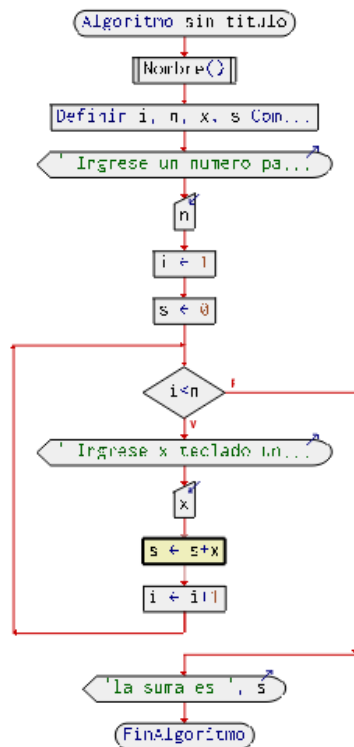 Algoritmo sin titulo
Nombre()
Definir i, n, x, s Com...
' Ingrese un numero pa...
n
i ← 1
s ← 0
i<n
F
V
' Ingrese x teclado un...
x
s ← s+x
i ← i+1
'la suma es ', s
FinAlgoritmo